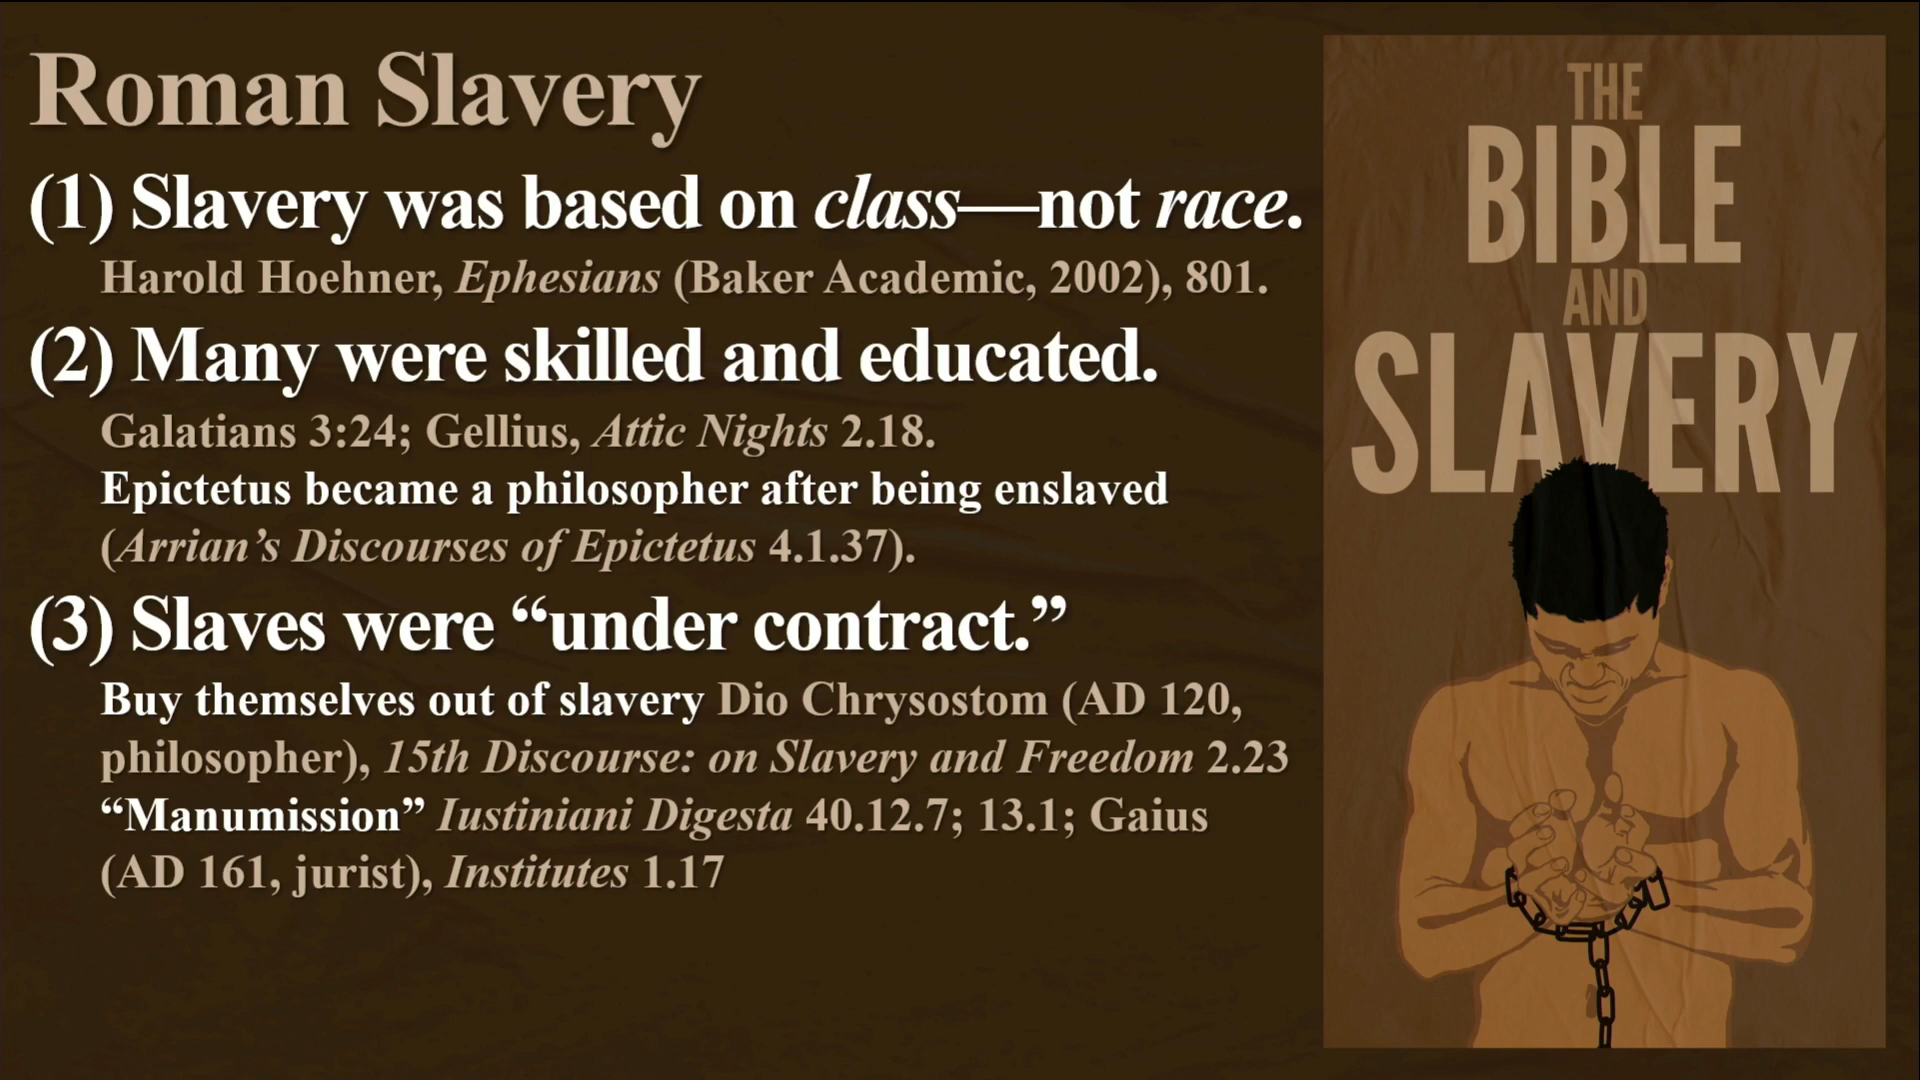 Roman Slavery
(1) Slavery was based on class—not race.
Harold Hoehner, Ephesians (Baker Academic, 2002), 801.
(2) Many were skilled and educated.
Galatians 3:24; Gellius, Attic Nights 2.18.
Epictetus became a philosopher after being enslaved
(Arrian’s Discourses of Epictetus 4.1.37).
(3) Slaves were “under contract.”
Buy themselves out of slavery Dio Chrysostom (AD 120,
philosopher), 15th Discourse: on Slavery and Freedom 2.23
“Manumission” Iustiniani Digesta 40.12.7; 13.1; Gaius
(AD 161, jurist), Institutes 1.17
THE
BIBLE
AND
SLAVERY